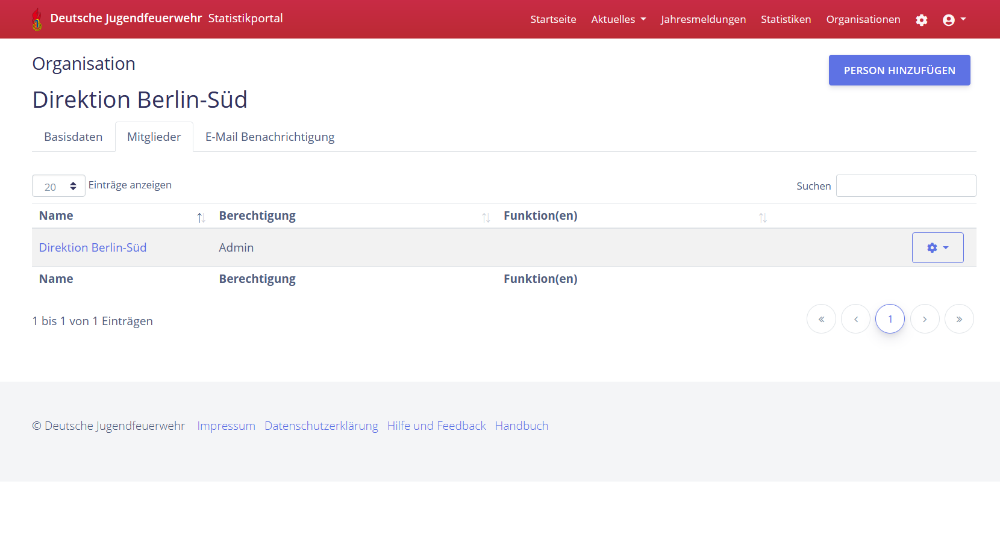 Deutsche Jugendfeuerwehr Statistikportal
Startseite Aktuelles Jahresmeldungen Statistiken Organisationen
Organisation
PERSON HINZUFÜGEN
Direktion Berlin-Süd
Basisdaten Mitglieder E-Mail Benachrichtigung
20 Einträge anzeigen Suchen
Name Berechtigung Funktion(en)
Direktion Berlin-Süd Admin
Name Berechtigung Funktion(en)
1 bis 1 von 1 Einträgen
« ‹ 1 › »
© Deutsche Jugendfeuerwehr Impressum Datenschutzerklärung Hilfe und Feedback Handbuch